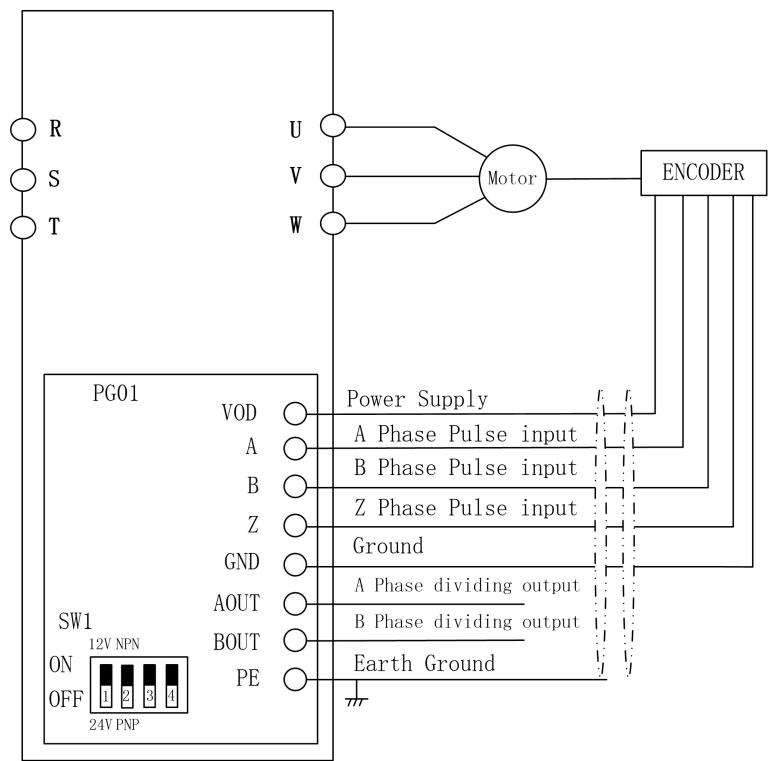 R
U
S
V
T
W
Motor
ENCODER
PG01
VOD
Power Supply
A
A Phase Pulse input
B
B Phase Pulse input
Z
Z Phase Pulse input
GND
Ground
AOUT
A Phase dividing output
BOUT
B Phase dividing output
PE
Earth Ground
SW1
12V NPN
ON
OFF
1 2 3 4
24V PNP